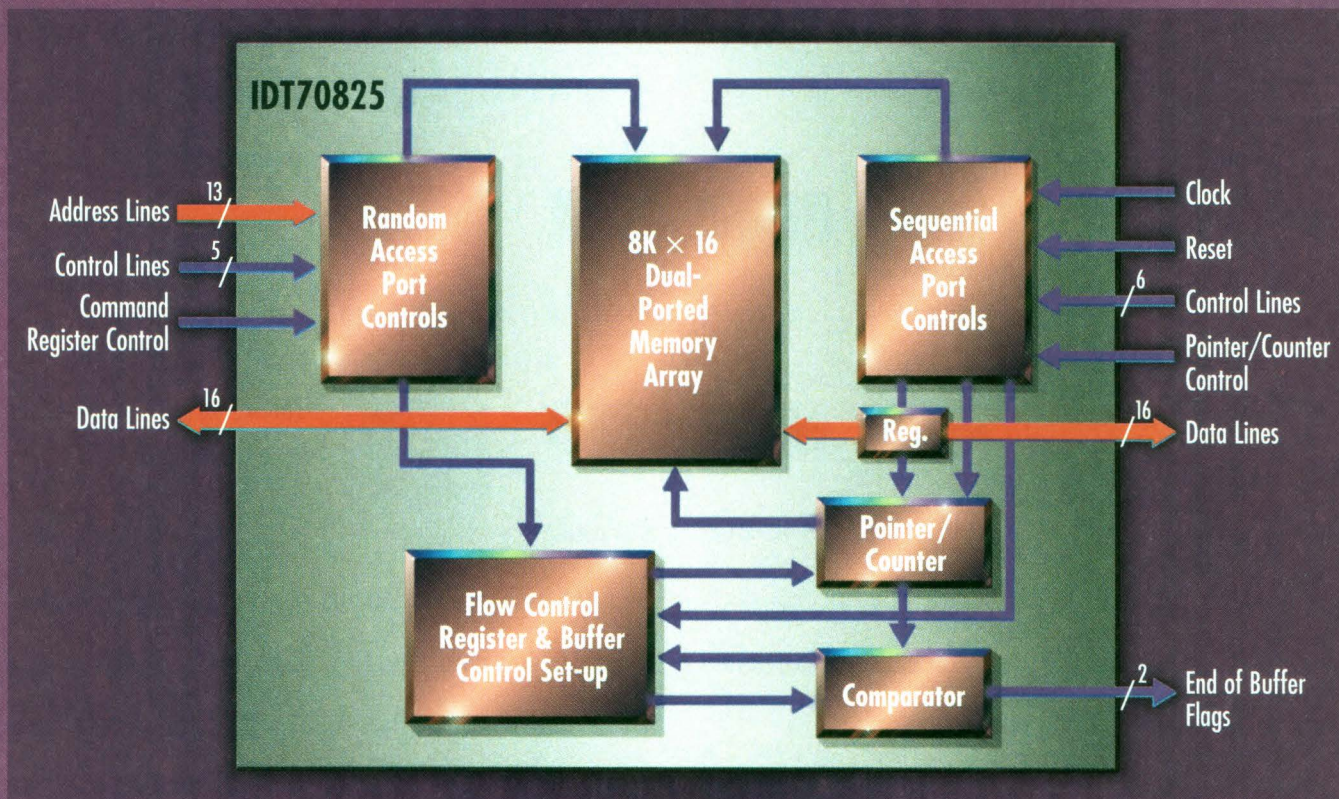 IDT70825
13
Address Lines
5
Control Lines
Command
Register Control
16
Data Lines
Random
Access
Port
Controls
8K × 16
Dual-
Ported
Memory
Array
Sequential
Access
Port
Controls
Clock
Reset
6
Control Lines
Pointer/Counter
Control
Reg.
16
Data Lines
Pointer/
Counter
Flow Control
Register & Buffer
Control Set-up
Comparator
2
End of Buffer
Flags